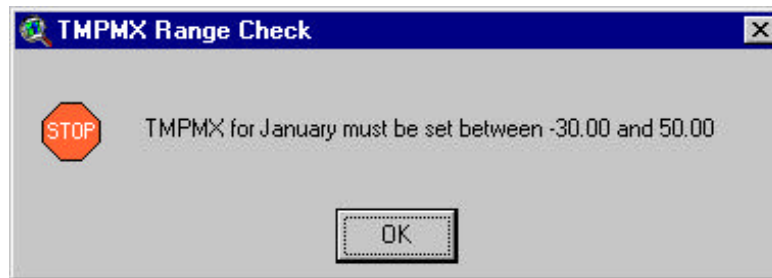 TMPMX Range Check
STOP
TMPMX for January must be set between -30.00 and 50.00
OK